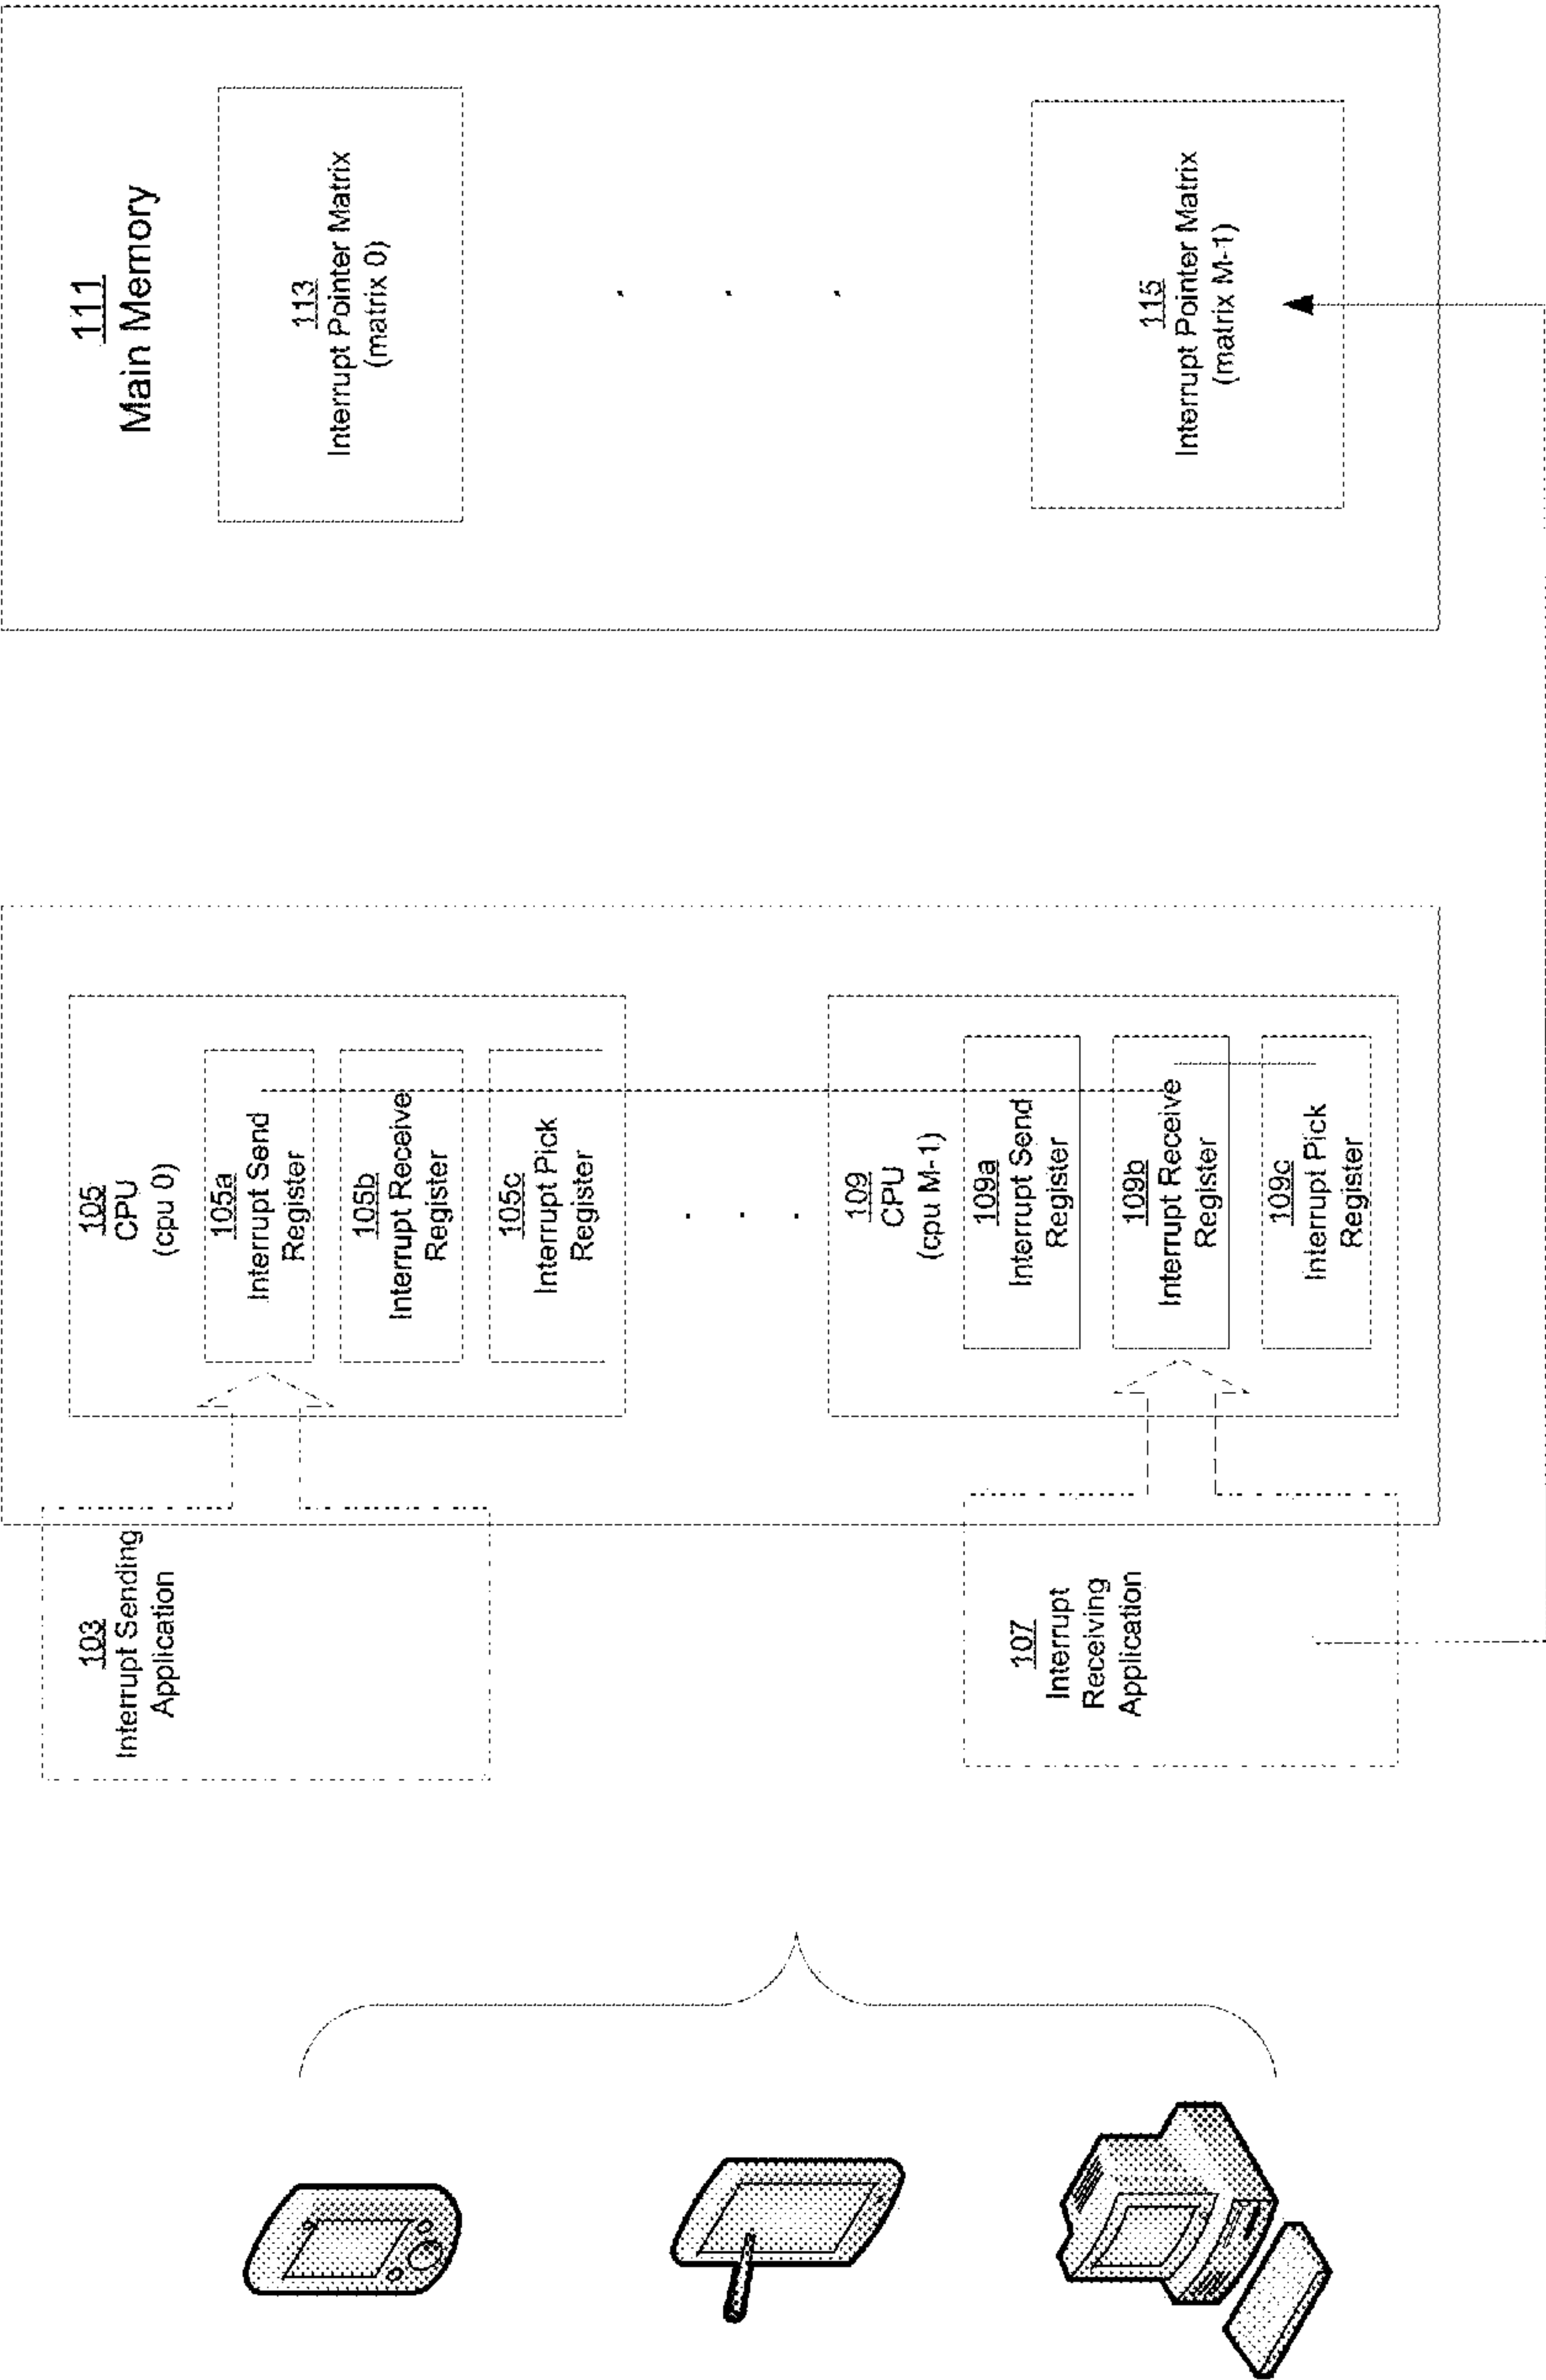 103
Interrupt Sending
Application
105
CPU
(cpu 0)
105a
Interrupt Send
Register
105b
Interrupt Receive
Register
105c
Interrupt Pick
Register
. . .
107
Interrupt
Receiving
Application
109
CPU
(cpu M-1)
109a
Interrupt Send
Register
109b
Interrupt Receive
Register
109c
Interrupt Pick
Register
111
Main Memory
113
Interrupt Pointer Matrix
(matrix 0)
. . .
115
Interrupt Pointer Matrix
(matrix M-1)